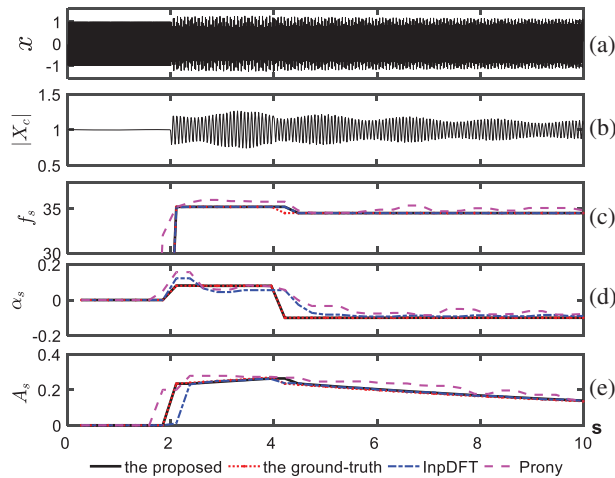 x
1
0
-1
(a)
|X_c|
1.5
1
0.5
(b)
f_s
35
30
(c)
α_s
0.2
0
-0.2
(d)
A_s
0.4
0.2
0
(e)
0 2 4 6 8 10 s
the proposed the ground-truth InpDFT Prony